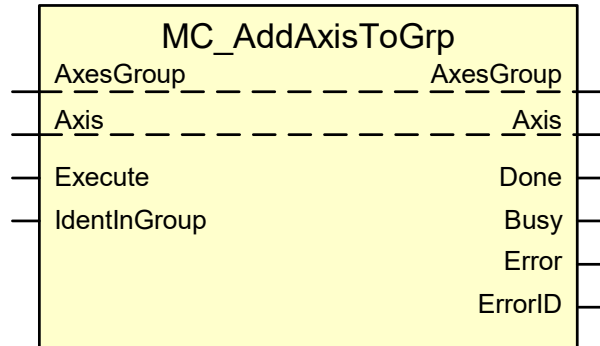 MC_AddAxisToGrp
AxesGroup AxesGroup
Axis Axis
Execute Done
IdentInGroup Busy
Error
ErrorID